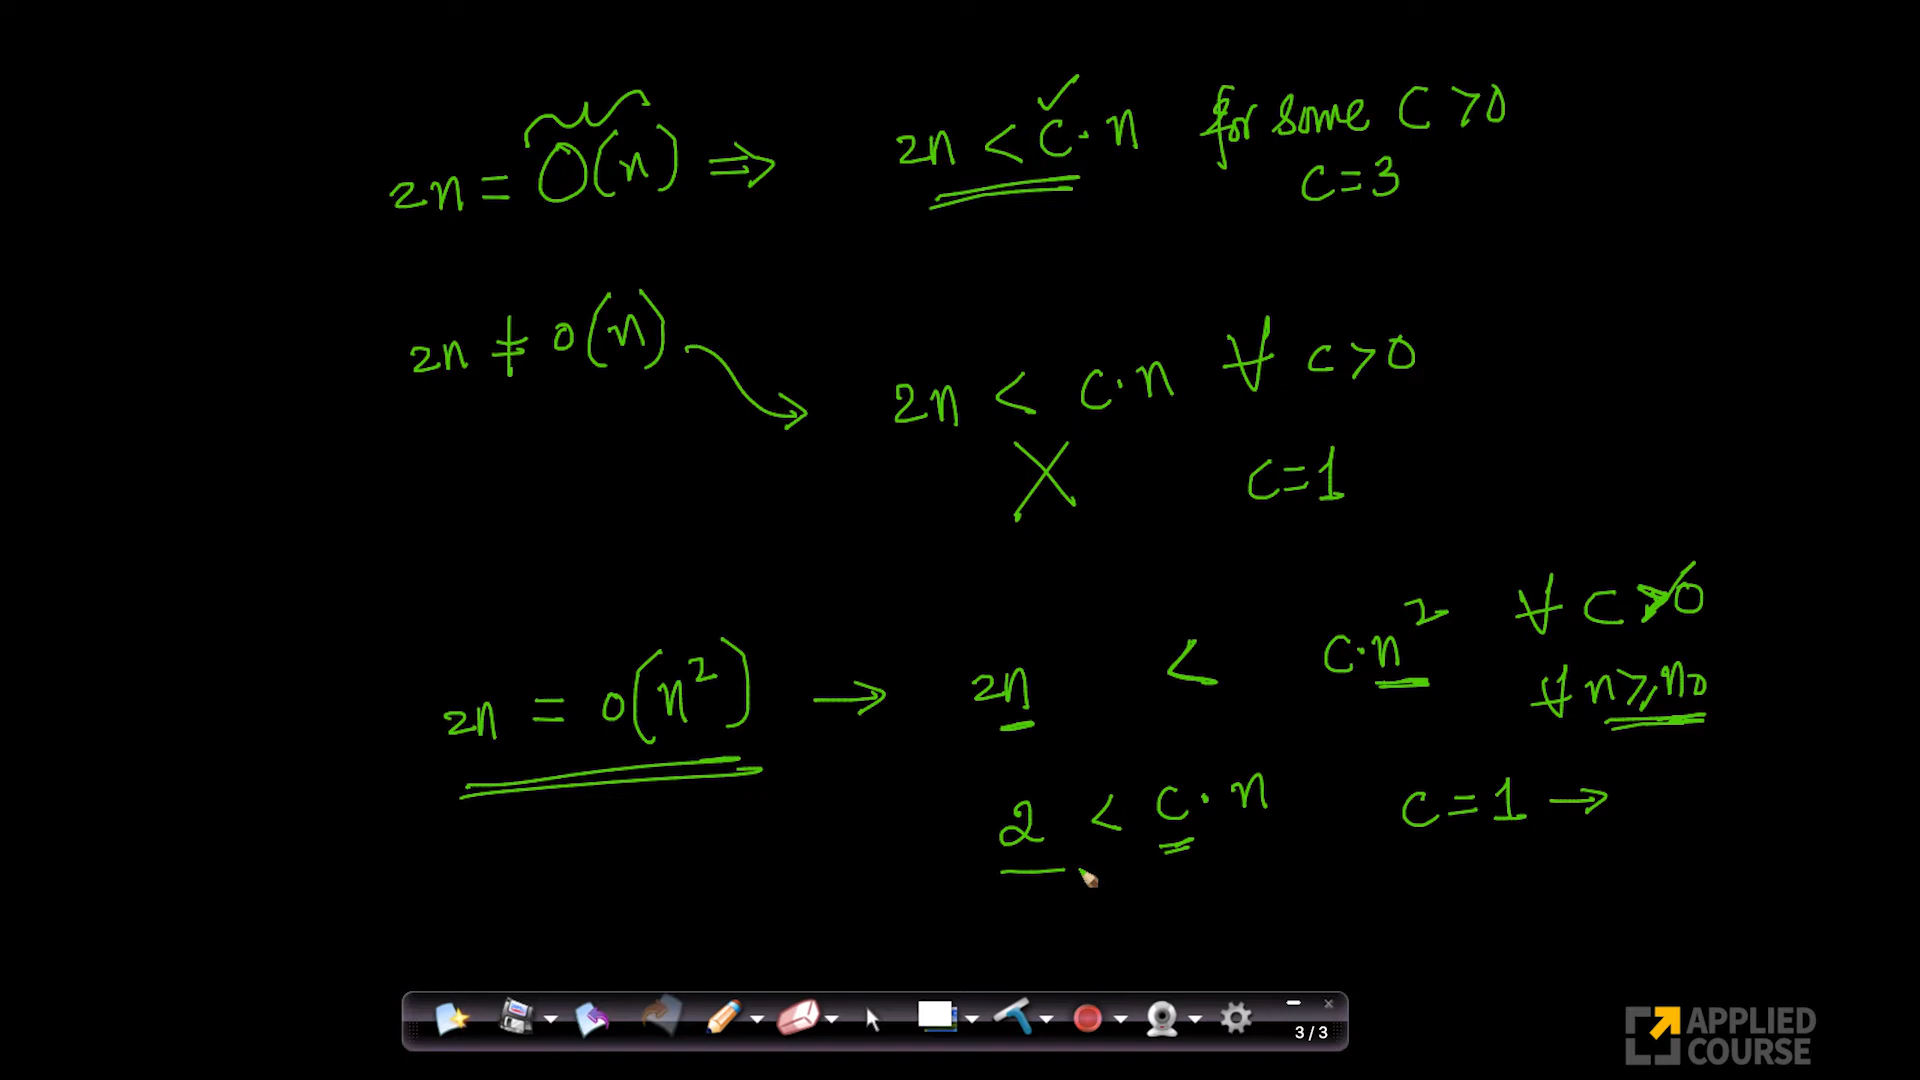 2n = O(n) ⇒ 2n < c·n for some c > 0
c = 3
2n ≠ o(n) → 2n < c·n ∀ c > 0
X c = 1
2n = o(n²) → 2n < c·n² ∀ c > 0
∀ n ≥ n₀
2 < c·n c = 1 →
3 / 3
APPLIED
COURSE